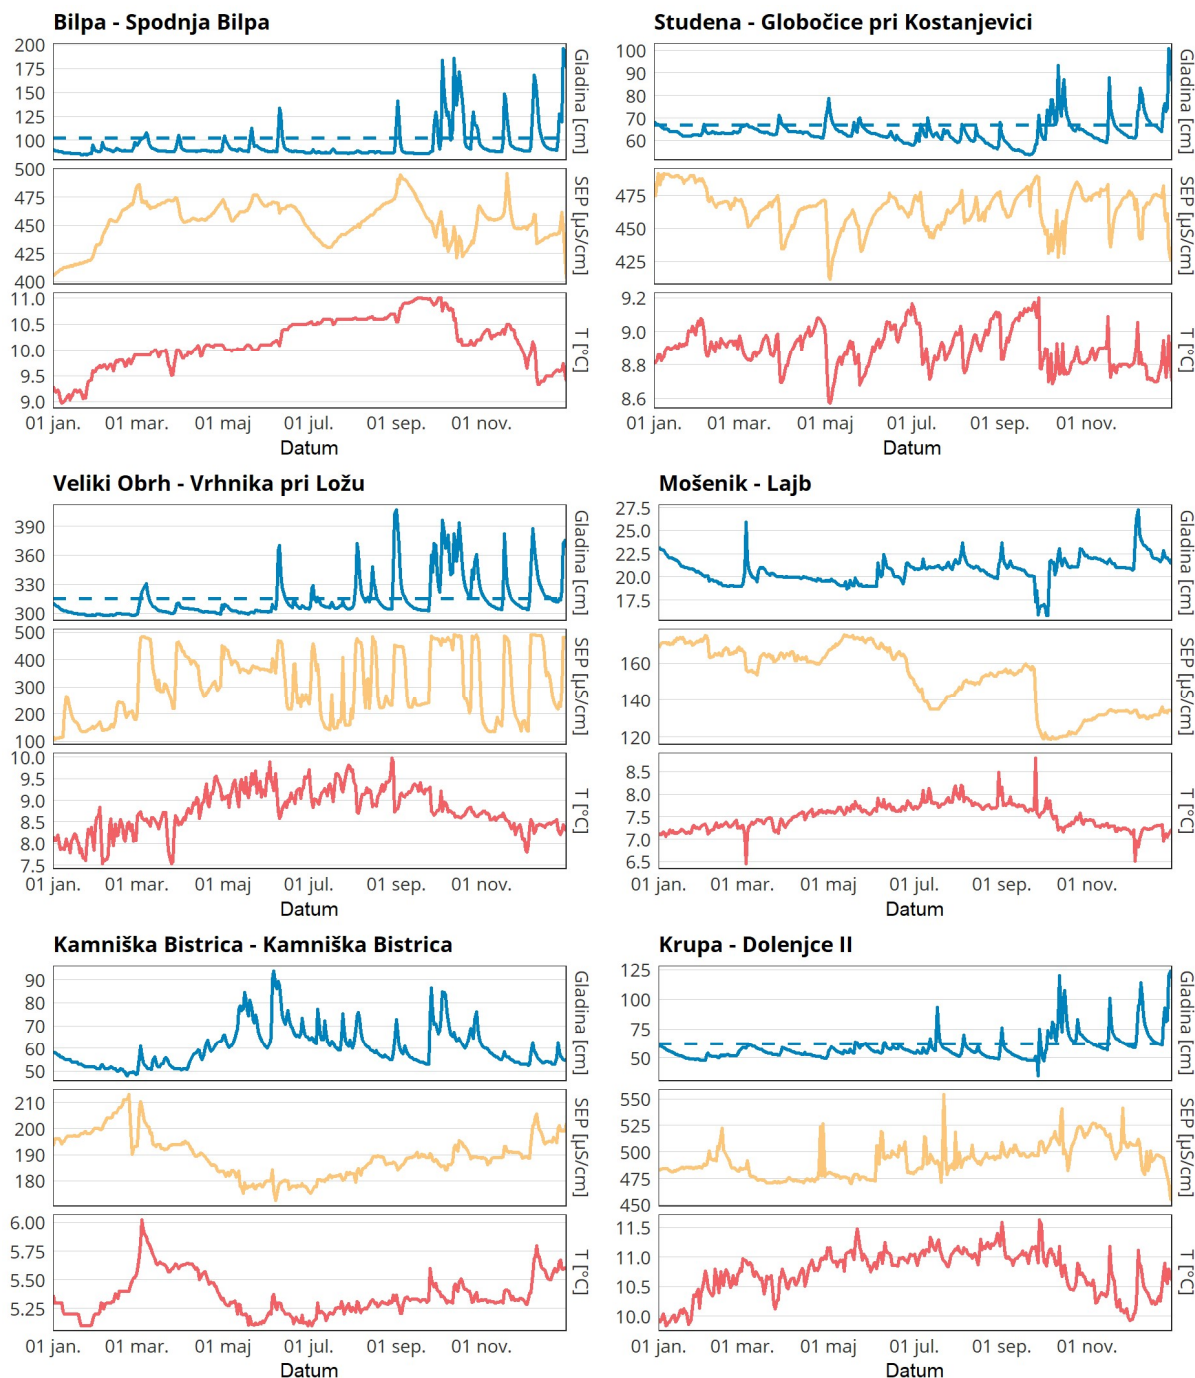 Bilpa - Spodnja Bilpa
200
175
150
125
100
Gladina [cm]
500
475
450
425
400
SEP [µS/cm]
11.0
10.5
10.0
9.5
9.0
T [°C]
01 jan. 01 mar. 01 maj 01 jul. 01 sep. 01 nov.
Datum
Studena - Globočice pri Kostanjevici
100
90
80
70
60
Gladina [cm]
475
450
425
SEP [µS/cm]
9.2
9.0
8.8
8.6
T [°C]
01 jan. 01 mar. 01 maj 01 jul. 01 sep. 01 nov.
Datum
Veliki Obrh - Vrhnika pri Ložu
390
360
330
300
Gladina [cm]
500
400
300
200
100
SEP [µS/cm]
10.0
9.5
9.0
8.5
8.0
7.5
T [°C]
01 jan. 01 mar. 01 maj 01 jul. 01 sep. 01 nov.
Datum
Mošenik - Lajb
27.5
25.0
22.5
20.0
17.5
Gladina [cm]
160
140
120
SEP [µS/cm]
8.5
8.0
7.5
7.0
6.5
T [°C]
01 jan. 01 mar. 01 maj 01 jul. 01 sep. 01 nov.
Datum
Kamniška Bistrica - Kamniška Bistrica
90
80
70
60
50
Gladina [cm]
210
200
190
180
SEP [µS/cm]
6.00
5.75
5.50
5.25
T [°C]
01 jan. 01 mar. 01 maj 01 jul. 01 sep. 01 nov.
Datum
Krupa - Dolenjce II
125
100
75
50
Gladina [cm]
550
525
500
475
450
SEP [µS/cm]
11.5
11.0
10.5
10.0
T [°C]
01 jan. 01 mar. 01 maj 01 jul. 01 sep. 01 nov.
Datum